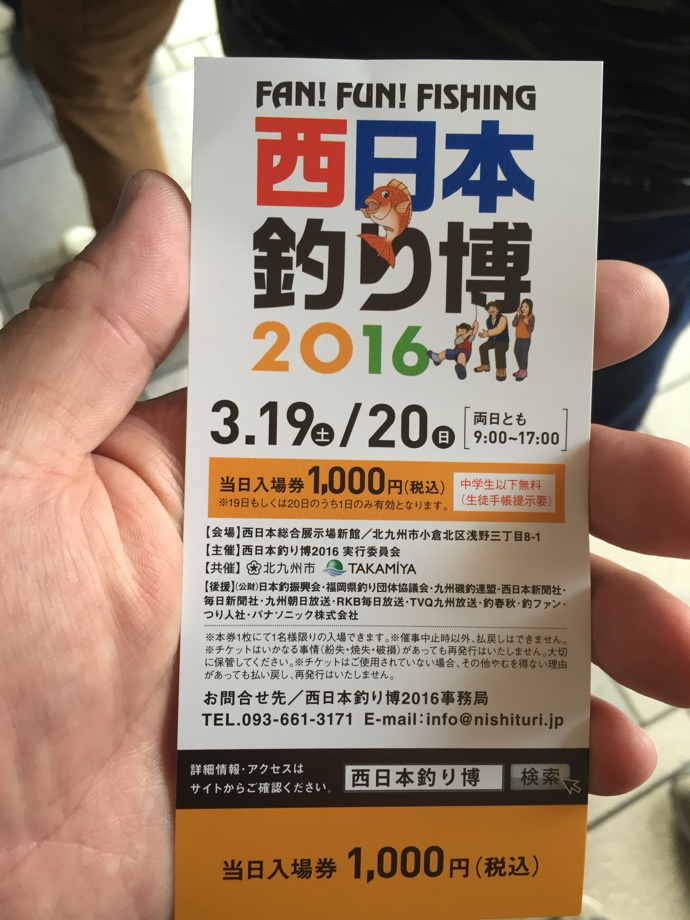 FAN! FUN! FISHING
西日本
釣り博
2016
3.19土/20日 [両日とも 9:00~17:00]
当日入場券1,000円(税込)
※19日もしくは20日のうち1日のみ有効となります。
中学生以下無料
(生徒手帳提示要)
【会場】西日本総合展示場新館/北九州市小倉北区浅野三丁目8-1
【主催】西日本釣り博2016 実行委員会
【共催】北九州市 TAKAMIYA
【後援】(公財)日本釣振興会・福岡県釣り団体協議会・九州磯釣連盟・西日本新聞社・
毎日新聞社・九州朝日放送・RKB毎日放送・TVQ九州放送・釣春秋・釣ファン・
つり人社・パナソニック株式会社
※本券1枚にて1名様限りの入場できます。※催事中止時以外、払戻しはできません。
※チケットはいかなる事情(紛失・焼失・破損)があっても再発行はいたしません。大切
に保管してください。※チケットはご使用されていない場合、その他やむを得ない理由
があっても払い戻し、再発行はいたしません。
お問合せ先/西日本釣り博2016事務局
TEL.093-661-3171 E-mail:info@nishituri.jp
詳細情報・アクセスは
サイトからご確認ください。
西日本釣り博 検索
当日入場券 1,000円(税込)